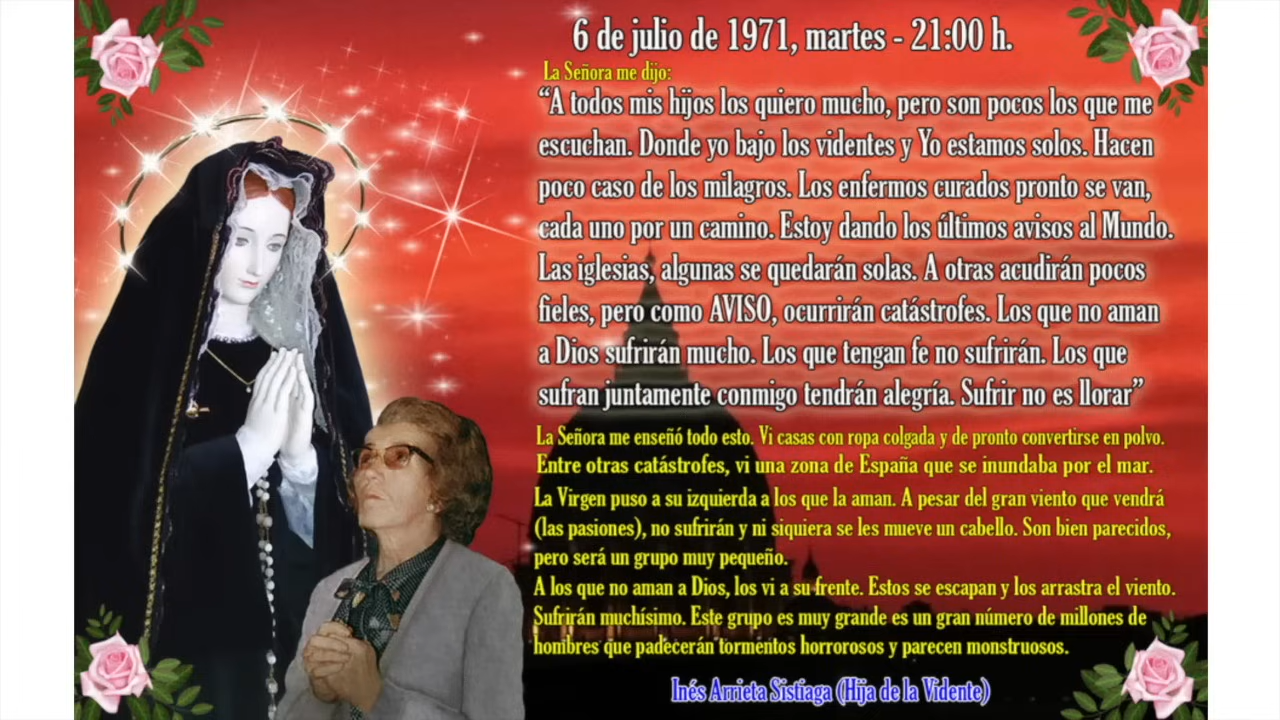 6 de julio de 1971, martes - 21:00 h.
La Señora me dijo:
“A todos mis hijos los quiero mucho, pero son pocos los que me
escuchan. Donde yo bajo los videntes y Yo estamos solos. Hacen
poco caso de los milagros. Los enfermos curados pronto se van,
cada uno por un camino. Estoy dando los últimos avisos al Mundo.
Las iglesias, algunas se quedarán solas. A otras acudirán pocos
fieles, pero como AVISO, ocurrirán catástrofes. Los que no aman
a Dios sufrirán mucho. Los que tengan fe no sufrirán. Los que
sufran juntamente conmigo tendrán alegría. Sufrir no es llorar”
La Señora me enseñó todo esto. Vi casas con ropa colgada y de pronto convertirse en polvo.
Entre otras catástrofes, vi una zona de España que se inundaba por el mar.
La Virgen puso a su izquierda a los que la aman. A pesar del gran viento que vendrá
(las pasiones), no sufrirán y ni siquiera se les mueve un cabello. Son bien parecidos,
pero será un grupo muy pequeño.
A los que no aman a Dios, los vi a su frente. Estos se escapan y los arrastra el viento.
Sufrirán muchísimo. Este grupo es muy grande es un gran número de millones de
hombres que padecerán tormentos horrorosos y parecen monstruosos.
Inés Arrieta Sistiaga (Hija de la Vidente)